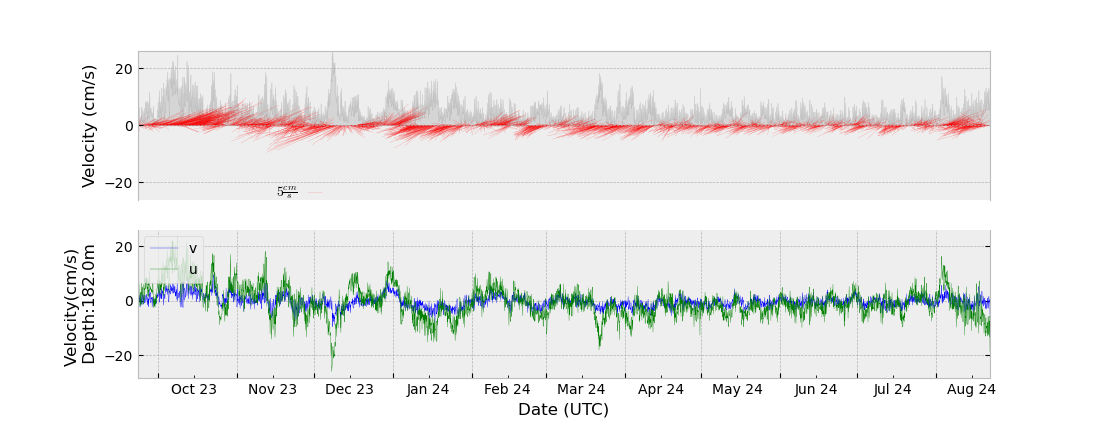 Velocity (cm/s)
20
0
−20
5 cm/s
Velocity(cm/s)
Depth:182.0m
20
0
−20
v
u
Oct 23 Nov 23 Dec 23 Jan 24 Feb 24 Mar 24 Apr 24 May 24 Jun 24 Jul 24 Aug 24
Date (UTC)